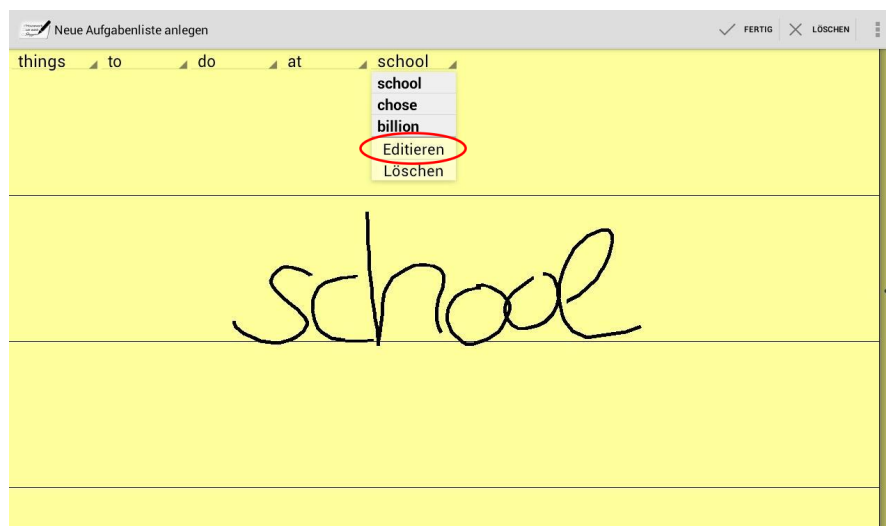 Neue Aufgabenliste anlegen FERTIG LÖSCHEN
things to do at school
school
chose
billion
Editieren
Löschen
school